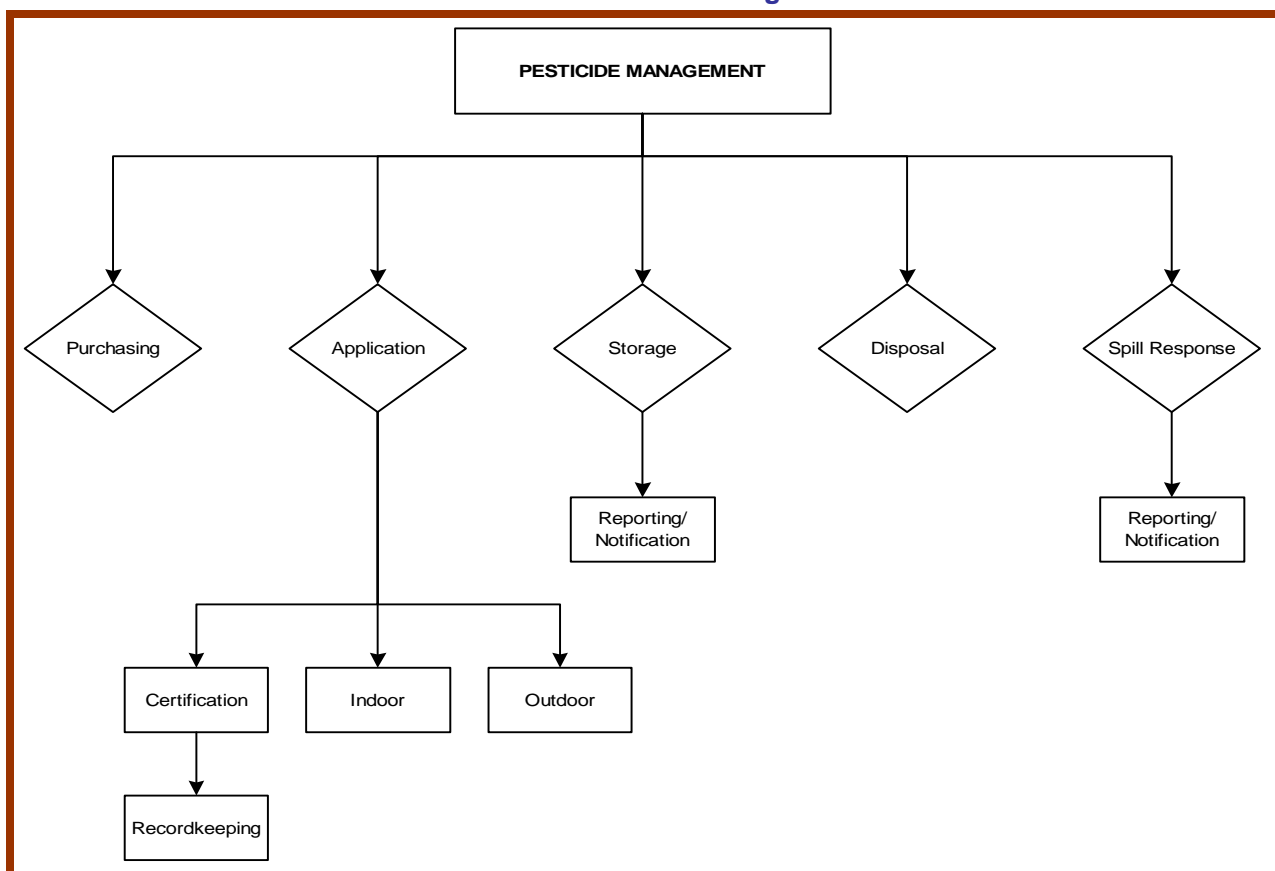 PESTICIDE MANAGEMENT
Purchasing
Application
Storage
Disposal
Spill Response
Reporting/
Notification
Reporting/
Notification
Certification
Indoor
Outdoor
Recordkeeping